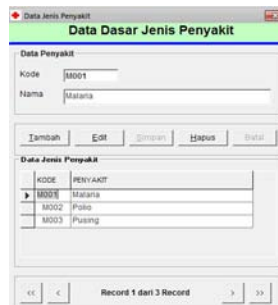 Data Jenis Penyakit
Data Dasar Jenis Penyakit
Data Penyakit
Kode M001
Nama Malaria
Tambah Edit Simpan Hapus Batal
Data Jenis Penyakit
KODE PENYAKIT
M001 Malaria
M002 Polio
M003 Pusing
<< < Record 1 dari 3 Record > >>